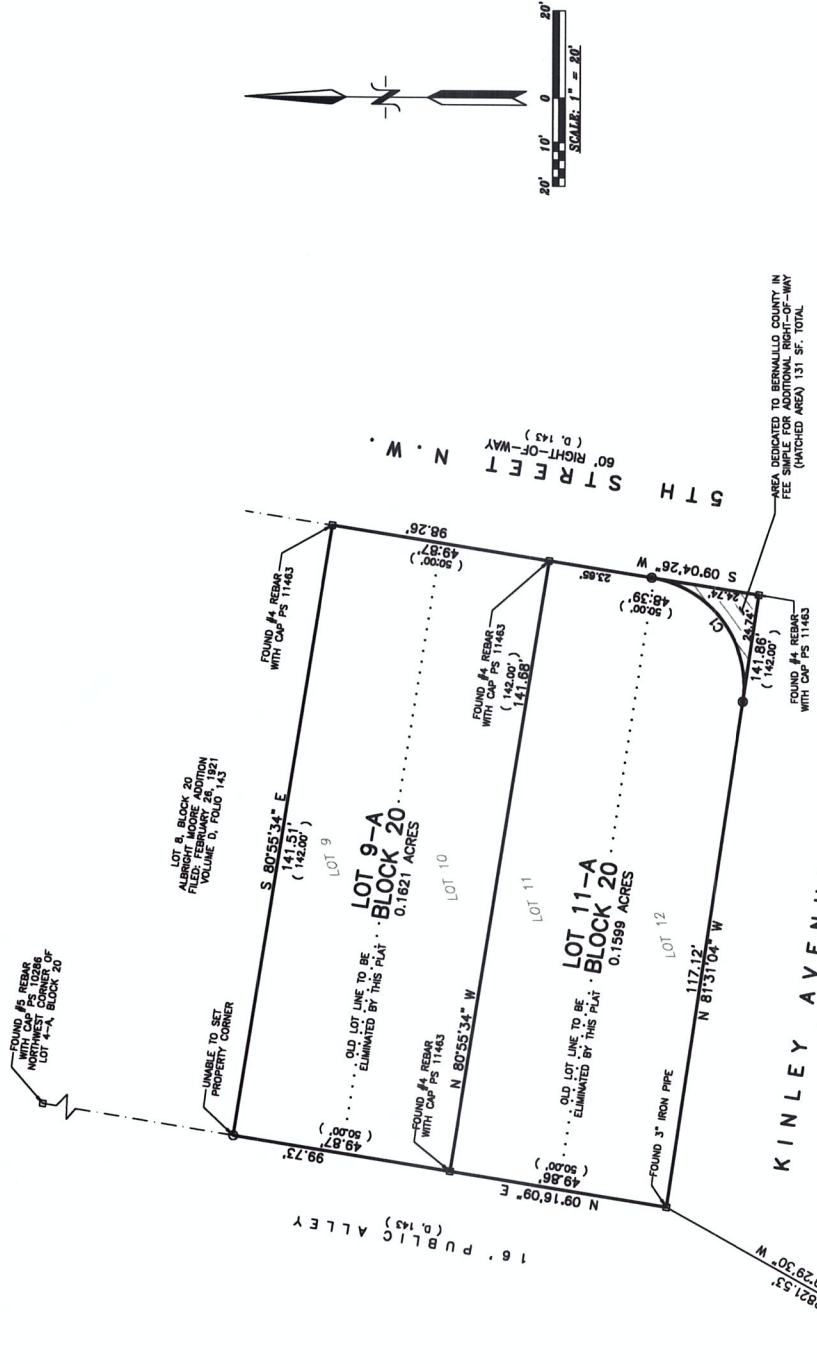 20' 10' 0 20'
SCALE: 1" = 20'
N
FOUND #5 REBAR
WITH CAP PS 10286
NORTHWEST CORNER OF
LOT 4-A, BLOCK 20
LOT 8, BLOCK 20
ALBRIGHT MOORE ADDITION
FILED: FEBRUARY 26, 1921
VOLUME D, FOLIO 143
UNABLE TO SET
PROPERTY CORNER
S 80°55'34" E
141.51'
( 142.00' )
FOUND #4 REBAR
WITH CAP PS 11463
LOT 9
99.73'
49.87'
( 50.00' )
OLD LOT LINE TO BE
ELIMINATED BY THIS PLAT
LOT 9-A
BLOCK 20
0.1621 ACRES
98.26'
49.87'
( 50.00' )
5TH STREET N.W.
60' RIGHT-OF-WAY
( D, 143 )
LOT 10
FOUND #4 REBAR
WITH CAP PS 11463
N 80°55'34" W
( 142.00' )
141.68'
FOUND #4 REBAR
WITH CAP PS 11463
16' PUBLIC ALLEY
( D, 143 )
LOT 11
N 09°16'09" E
49.86'
( 50.00' )
OLD LOT LINE TO BE
ELIMINATED BY THIS PLAT
LOT 11-A
BLOCK 20
0.1599 ACRES
23.65'
48.39'
( 50.00' )
S 09°04'26" W
24.74'
C1
24.74'
LOT 12
141.86'
( 142.00' )
FOUND 3" IRON PIPE
117.12'
N 81°31'04" W
FOUND #4 REBAR
WITH CAP PS 11463
AREA DEDICATED TO BERNALILLO COUNTY IN
FEE SIMPLE FOR ADDITIONAL RIGHT-OF-WAY
(HATCHED AREA) 131 SF. TOTAL
KINLEY